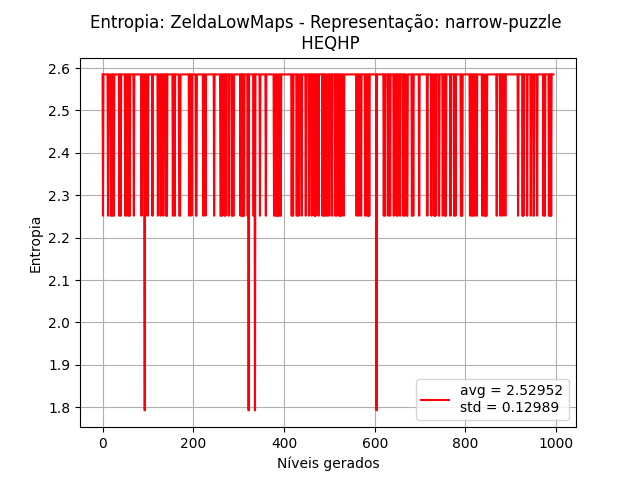 Entropia: ZeldaLowMaps - Representação: narrow-puzzle
HEQHP
2.6
2.5
2.4
2.3
2.2
2.1
2.0
1.9
1.8
Entropia
avg = 2.52952
std = 0.12989
0
200
400
600
800
1000
Níveis gerados